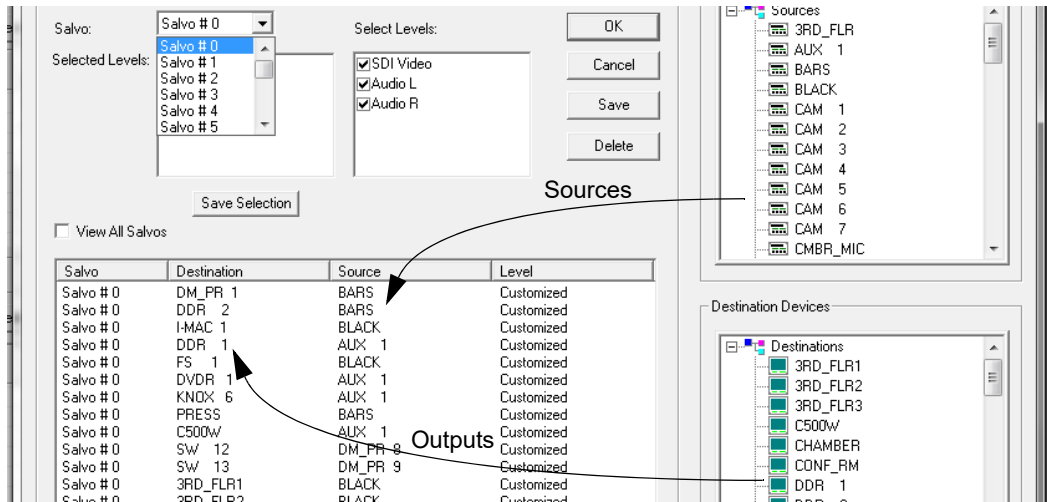 Salvo:
Salvo # 0
Salvo # 0
Salvo # 1
Salvo # 2
Salvo # 3
Salvo # 4
Salvo # 5
Selected Levels:
Select Levels:
SDI Video
Audio L
Audio R
OK
Cancel
Save
Delete
Save Selection
View All Salvos
Sources
Sources
3RD_FLR
AUX 1
BARS
BLACK
CAM 1
CAM 2
CAM 3
CAM 4
CAM 5
CAM 6
CAM 7
CMBR_MIC
Salvo Destination Source Level
Salvo # 0 DM_PR 1 BARS Customized
Salvo # 0 DDR 2 BARS Customized
Salvo # 0 I-MAC 1 BLACK Customized
Salvo # 0 DDR 1 AUX 1 Customized
Salvo # 0 FS 1 BLACK Customized
Salvo # 0 DVDR 1 AUX 1 Customized
Salvo # 0 KNOX 6 AUX 1 Customized
Salvo # 0 PRESS BARS Customized
Salvo # 0 C500W AUX 1 Customized
Salvo # 0 SW 12 DM_PR 8 Customized
Salvo # 0 SW 13 DM_PR 9 Customized
Salvo # 0 3RD_FLR1 BLACK Customized
Salvo # 0 3RD_FLR2 BLACK Customized
Outputs
Destination Devices
Destinations
3RD_FLR1
3RD_FLR2
3RD_FLR3
C500W
CHAMBER
CONF_RM
DDR 1
DDR 2